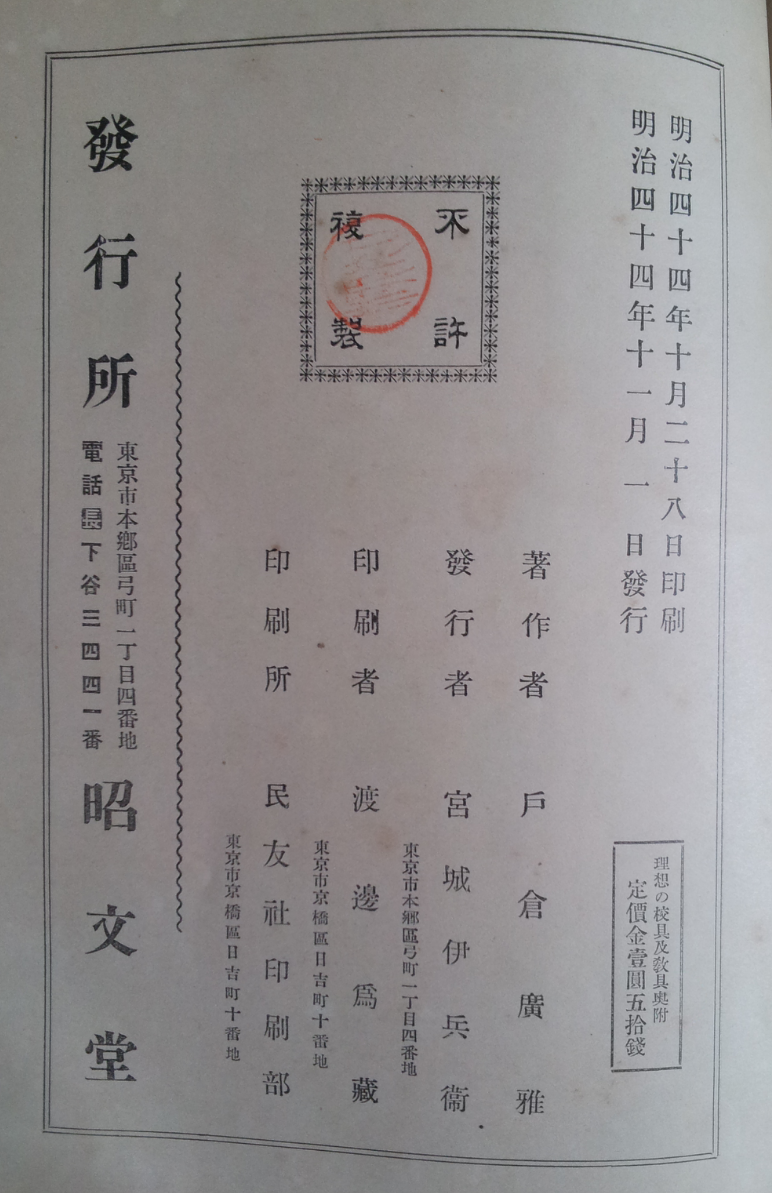 明治四十四年十月二十八日印刷
明治四十四年十一月一日發行
理想の校具及敎具奧附
定價金壹圓五拾錢
不許
複製
著作者 戶倉廣雅
東京市本鄕區弓町一丁目四番地
發行者 宮城伊兵衞
東京市京橋區日吉町十番地
印刷者 渡邊爲藏
東京市京橋區日吉町十番地
印刷所 民友社印刷部
發行所
東京市本鄕區弓町一丁目四番地
電話長下谷三四四一番
昭文堂